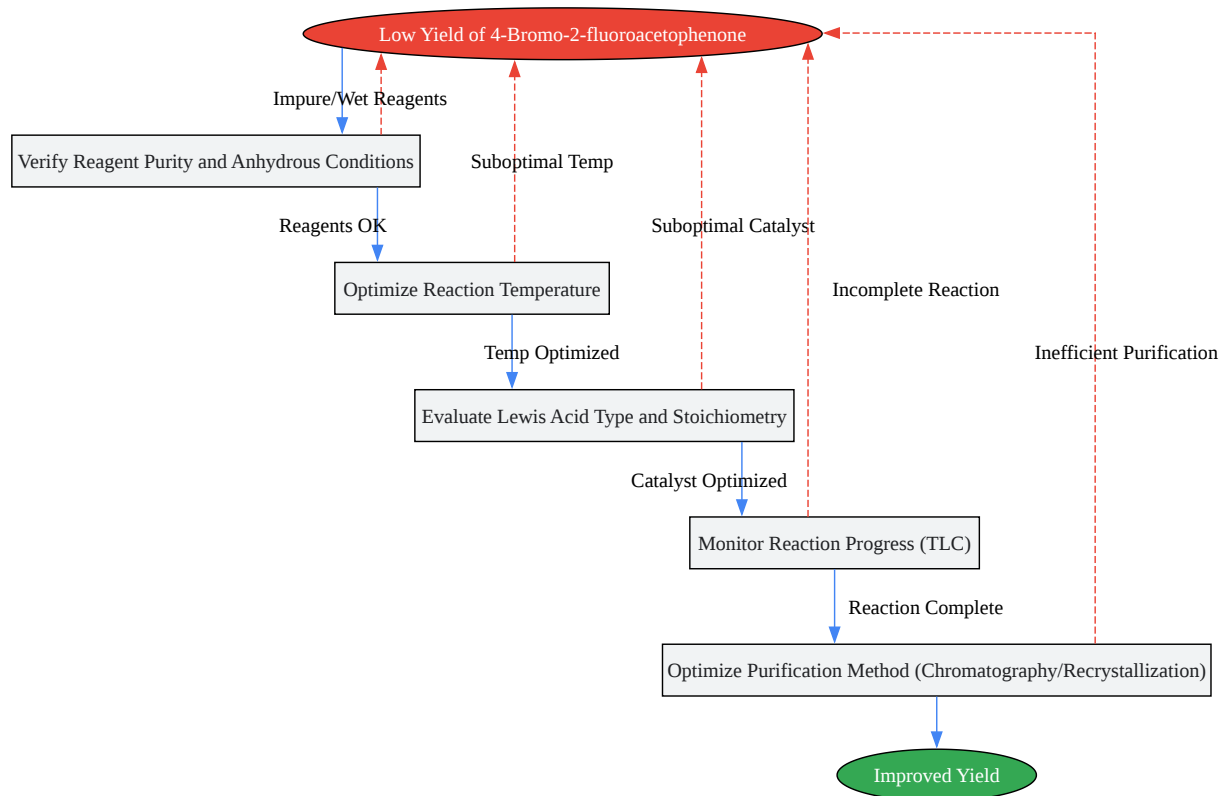 Low Yield of 4-Bromo-2-fluoroacetophenone
Impure/Wet Reagents
Verify Reagent Purity and Anhydrous Conditions
Suboptimal Temp
Reagents OK
Suboptimal Catalyst
Optimize Reaction Temperature
Incomplete Reaction
Temp Optimized
Inefficient Purification
Evaluate Lewis Acid Type and Stoichiometry
Catalyst Optimized
Monitor Reaction Progress (TLC)
Reaction Complete
Optimize Purification Method (Chromatography/Recrystallization)
Improved Yield